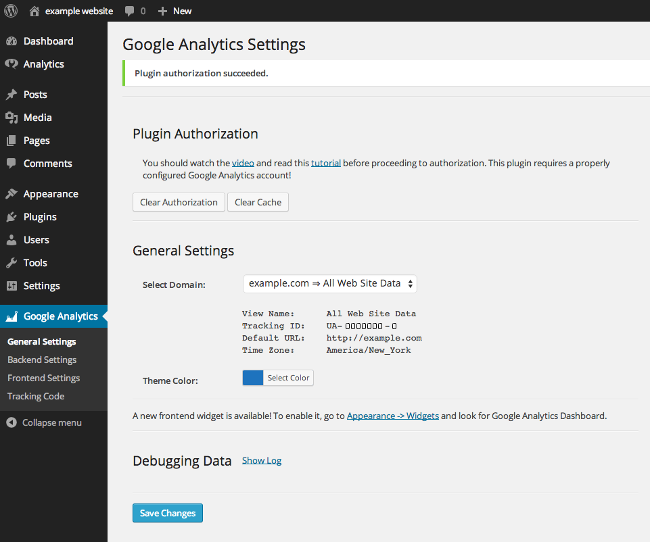 example website 0 + New
Dashboard
Analytics
Posts
Media
Pages
Comments
Appearance
Plugins
Users
Tools
Settings
Google Analytics
General Settings
Backend Settings
Frontend Settings
Tracking Code
Collapse menu
Google Analytics Settings
Plugin authorization succeeded.
Plugin Authorization
You should watch the video and read this tutorial before proceeding to authorization. This plugin requires a properly
configured Google Analytics account!
Clear Authorization Clear Cache
General Settings
Select Domain: example.com ⇒ All Web Site Data
View Name: All Web Site Data
Tracking ID: UA-0000000-0
Default URL: http://example.com
Time Zone: America/New_York
Theme Color: Select Color
A new frontend widget is available! To enable it, go to Appearance -> Widgets and look for Google Analytics Dashboard.
Debugging Data Show Log
Save Changes